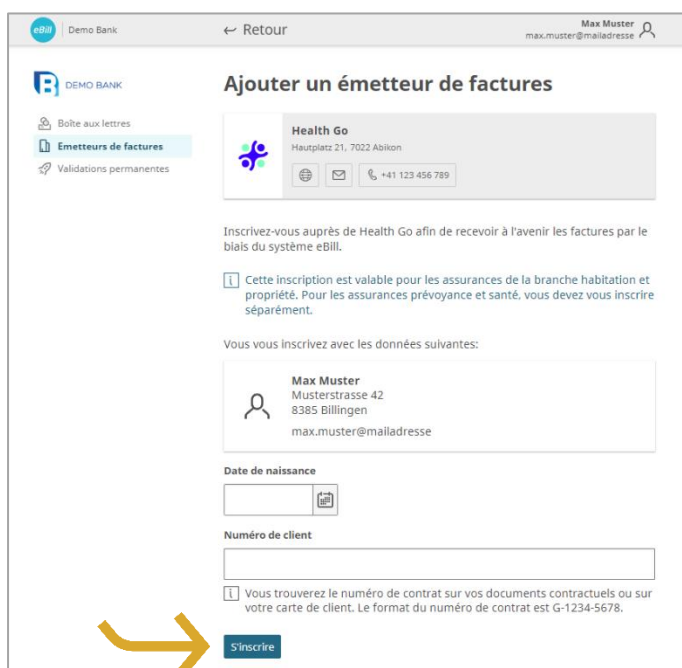 eBill Demo Bank
← Retour
Max Muster
max.muster@mailadresse
DEMO BANK
Boîte aux lettres
Emetteurs de factures
Validations permanentes
Ajouter un émetteur de factures
Health Go
Hautplatz 21, 7022 Abikon
+41 123 456 789
Inscrivez-vous auprès de Health Go afin de recevoir à l'avenir les factures par le
biais du système eBill.
Cette inscription est valable pour les assurances de la branche habitation et
propriété. Pour les assurances prévoyance et santé, vous devez vous inscrire
séparément.
Vous vous inscrivez avec les données suivantes:
Max Muster
Musterstrasse 42
8385 Billingen
max.muster@mailadresse
Date de naissance
Numéro de client
Vous trouverez le numéro de contrat sur vos documents contractuels ou sur
votre carte de client. Le format du numéro de contrat est G-1234-5678.
S'inscrire